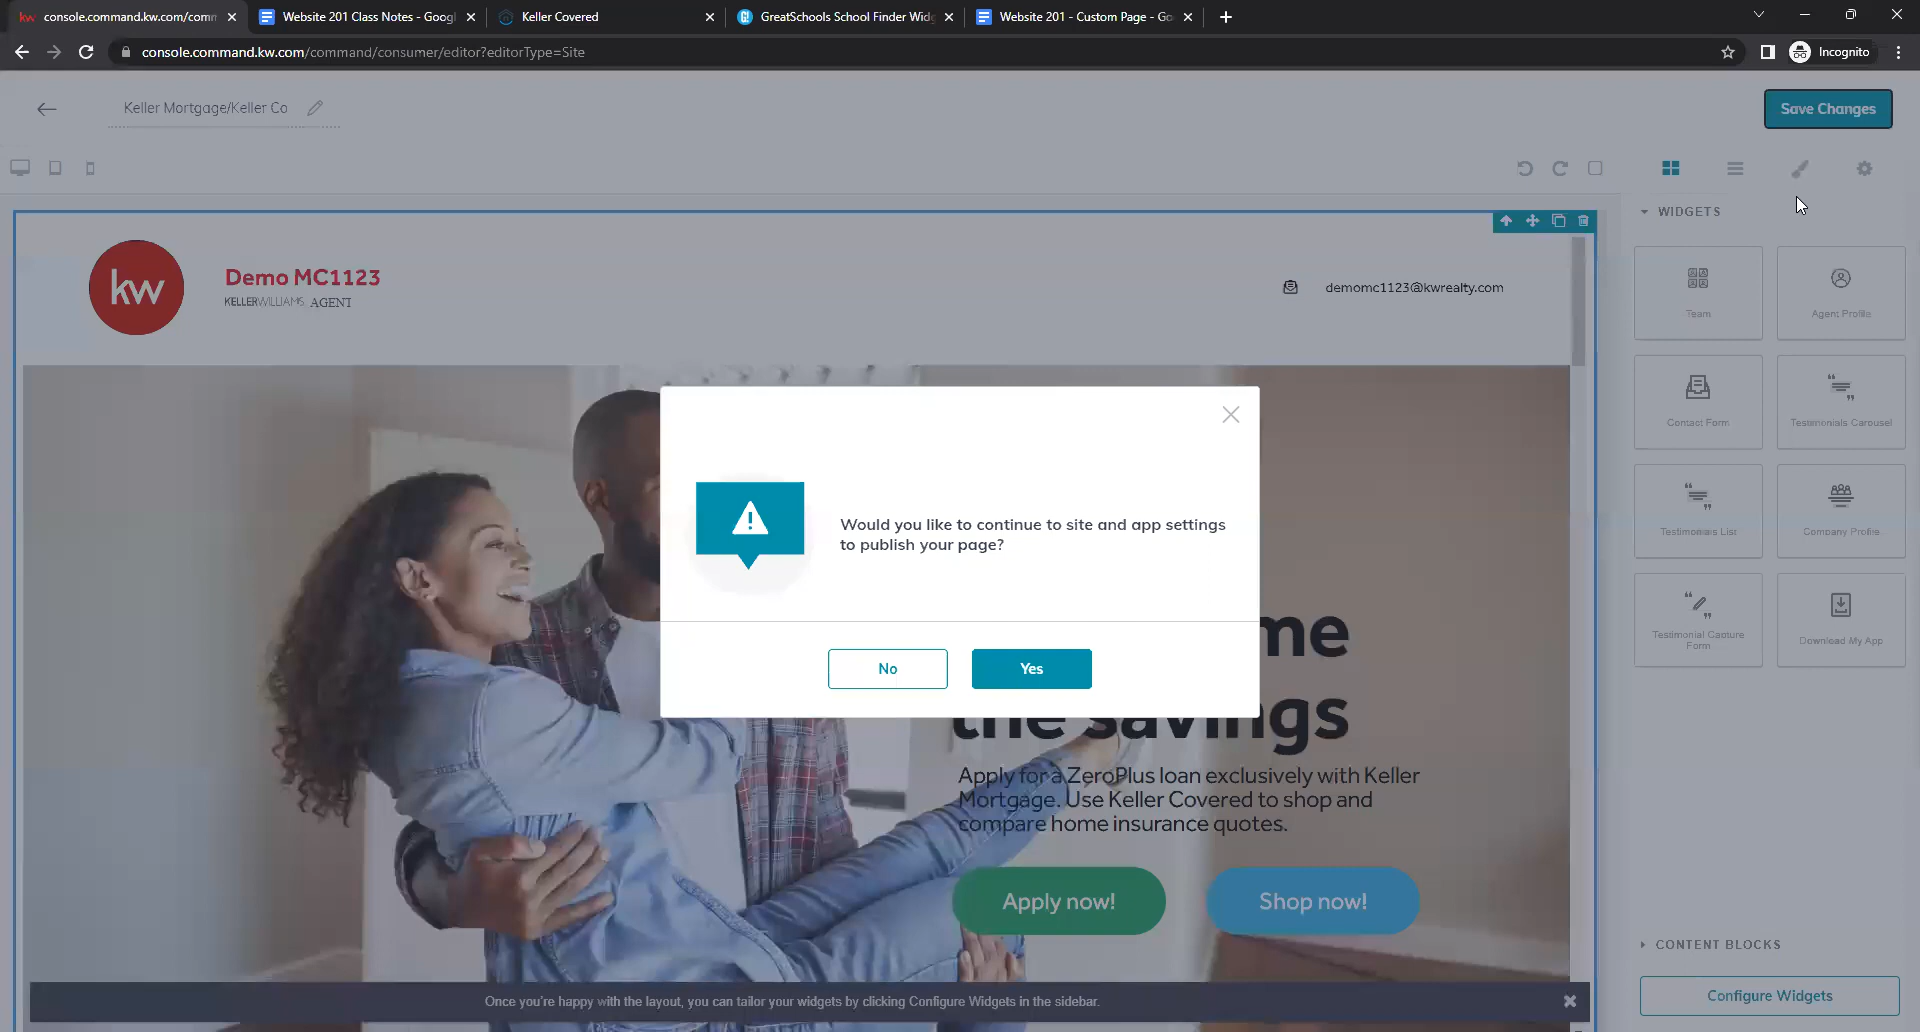 console.command.kw.com/comm
Website 201 Class Notes - Googl
Keller Covered
GreatSchools School Finder Widg
Website 201 - Custom Page - Go
console.command.kw.com/command/consumer/editor?editorType=Site
Incognito
Keller Mortgage/Keller Co
Save Changes
WIDGETS
kw
Demo MC1123
KELLERWILLIAMS. AGENT
demomc1123@kwrealty.com
Team
Agent Profile
Contact Form
Testimonials Carousel
Testimonials List
Company Profile
Testimonial Capture
Form
Download My App
Would you like to continue to site and app settings
to publish your page?
No
Yes
me
the savings
Apply for a ZeroPlus loan exclusively with Keller
Mortgage. Use Keller Covered to shop and
compare home insurance quotes.
Apply now!
Shop now!
CONTENT BLOCKS
Configure Widgets
Once you're happy with the layout, you can tailor your widgets by clicking Configure Widgets in the sidebar.